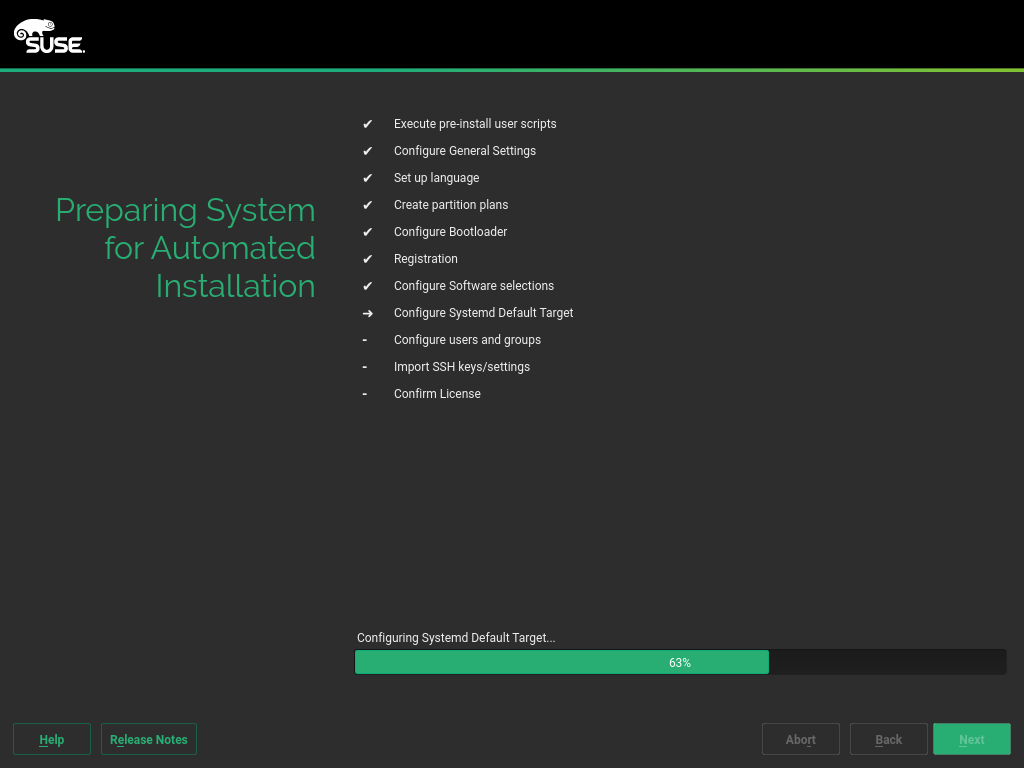 SUSE.
Preparing System
for Automated
Installation
✔ Execute pre-install user scripts
✔ Configure General Settings
✔ Set up language
✔ Create partition plans
✔ Configure Bootloader
✔ Registration
✔ Configure Software selections
➜ Configure Systemd Default Target
- Configure users and groups
- Import SSH keys/settings
- Confirm License
Configuring Systemd Default Target...
63%
Help Release Notes Abort Back Next